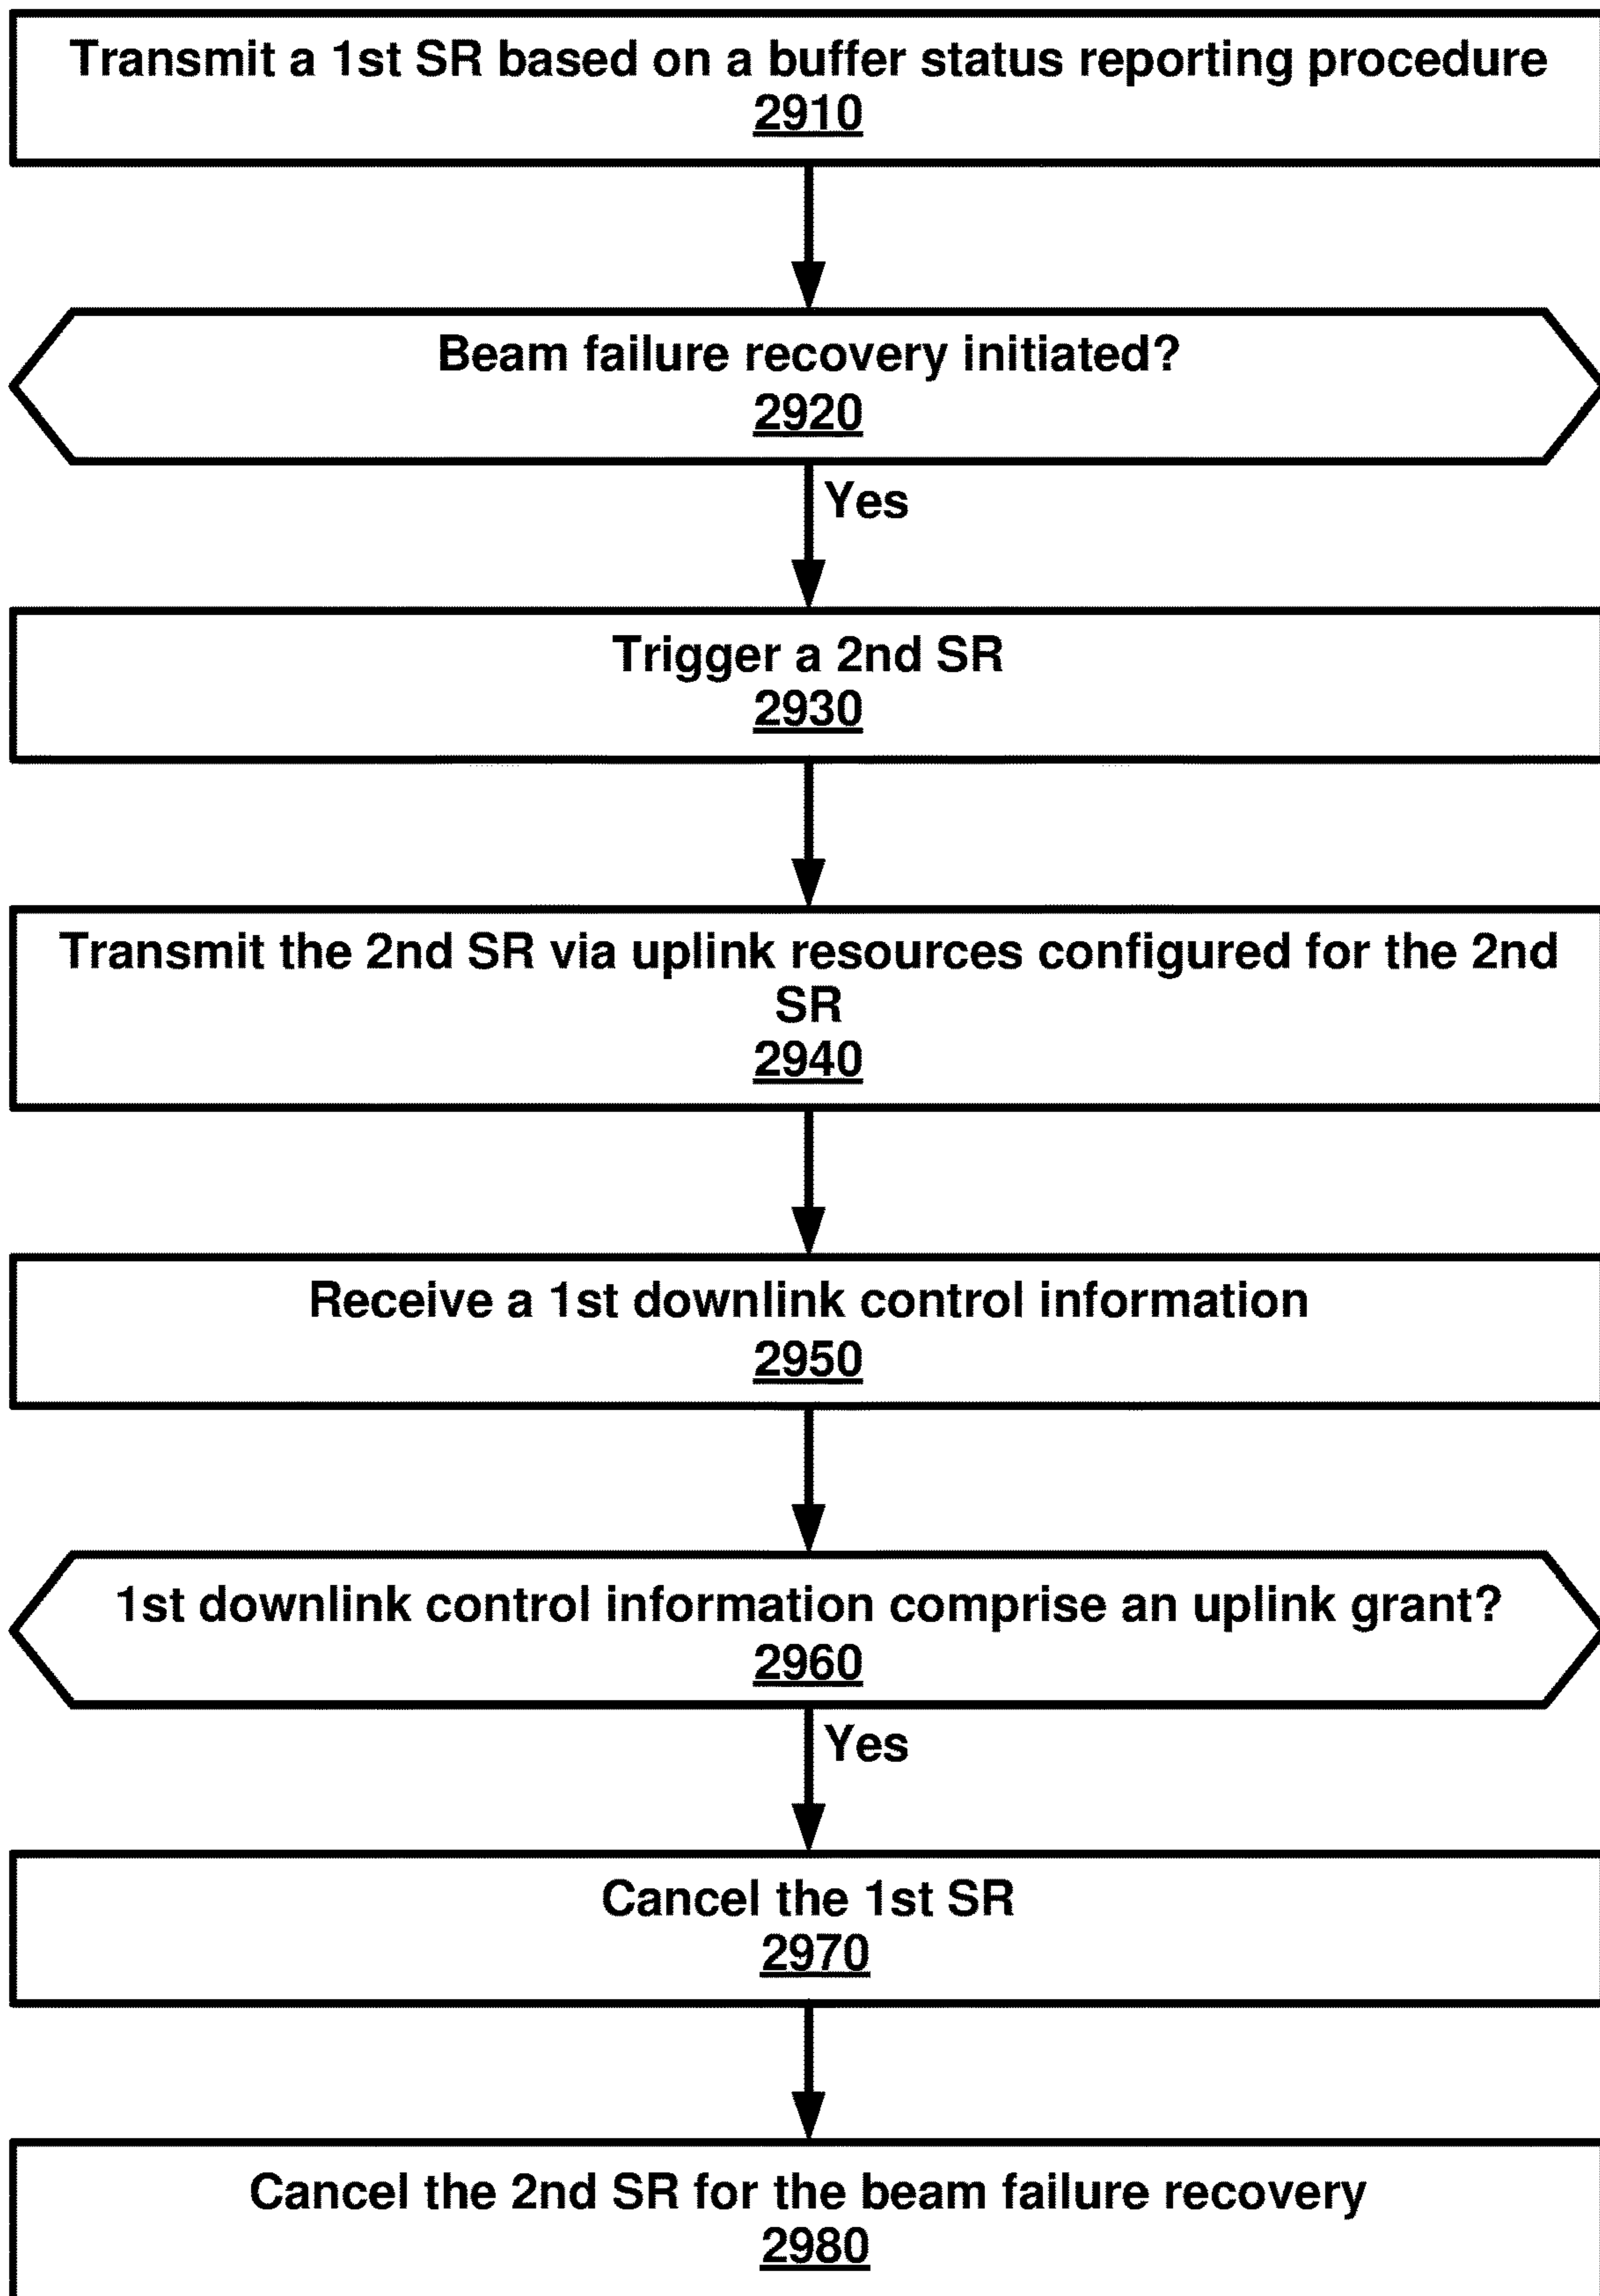 Transmit a 1st SR based on a buffer status reporting procedure
2910
Beam failure recovery initiated?
2920
Yes
Trigger a 2nd SR
2930
Transmit the 2nd SR via uplink resources configured for the 2nd
SR
2940
Receive a 1st downlink control information
2950
1st downlink control information comprise an uplink grant?
2960
Yes
Cancel the 1st SR
2970
Cancel the 2nd SR for the beam failure recovery
2980